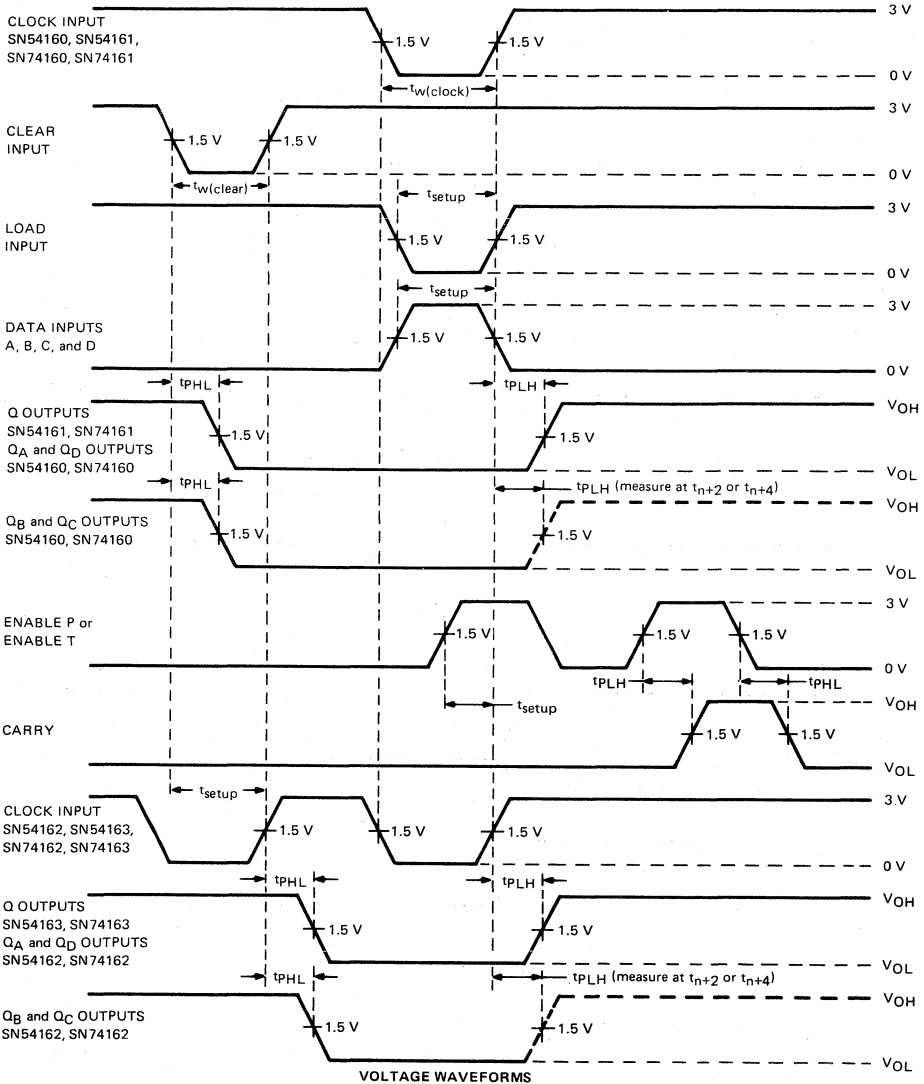 CLOCK INPUT
SN54160, SN54161,
SN74160, SN74161
1.5 V
1.5 V
3 V
0 V
tw(clock)
CLEAR
INPUT
1.5 V
1.5 V
3 V
0 V
tw(clear)
tsetup
LOAD
INPUT
1.5 V
1.5 V
3 V
0 V
tsetup
DATA INPUTS
A, B, C, and D
1.5 V
1.5 V
3 V
0 V
tPHL
tPLH
Q OUTPUTS
SN54161, SN74161
QA and QD OUTPUTS
SN54160, SN74160
1.5 V
1.5 V
VOH
VOL
tPHL
tPLH (measure at tn+2 or tn+4)
QB and QC OUTPUTS
SN54160, SN74160
1.5 V
1.5 V
VOH
VOL
ENABLE P or
ENABLE T
1.5 V
1.5 V
1.5 V
3 V
0 V
tsetup
tPLH
tPHL
CARRY
1.5 V
1.5 V
VOH
VOL
tsetup
CLOCK INPUT
SN54162, SN54163,
SN74162, SN74163
1.5 V
1.5 V
1.5 V
3 V
0 V
tPHL
tPLH
Q OUTPUTS
SN54163, SN74163
QA and QD OUTPUTS
SN54162, SN74162
1.5 V
1.5 V
VOH
VOL
tPHL
tPLH (measure at tn+2 or tn+4)
QB and QC OUTPUTS
SN54162, SN74162
1.5 V
1.5 V
VOH
VOL
VOLTAGE WAVEFORMS